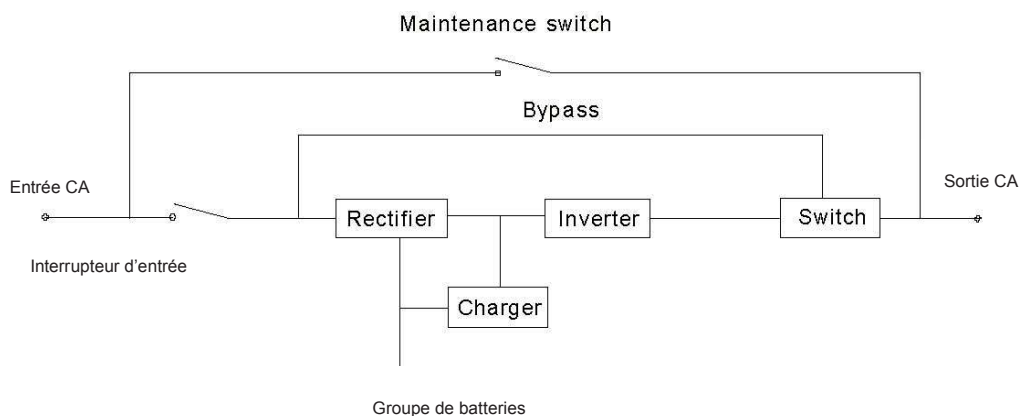 Maintenance switch
Bypass
Entrée CA
Sortie CA
Rectifier
Inverter
Switch
Interrupteur d'entrée
Charger
Groupe de batteries